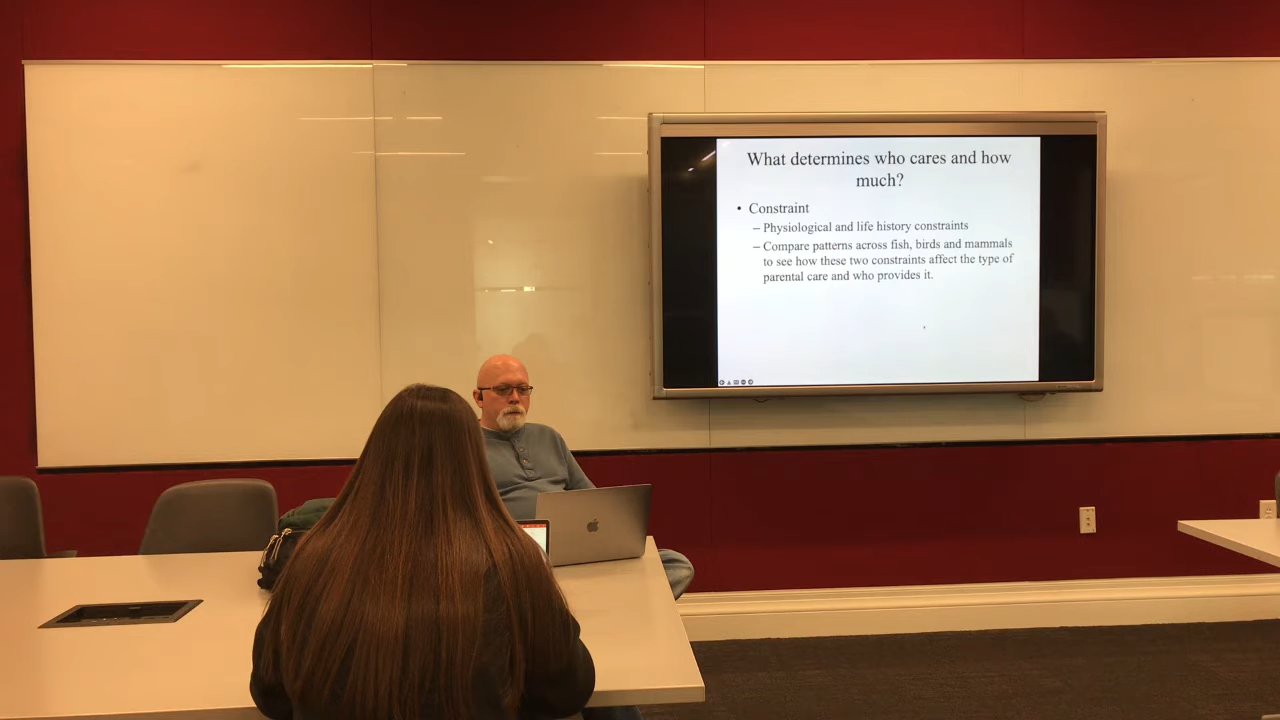 What determines who cares and how
much?
• Constraint
– Physiological and life history constraints
– Compare patterns across fish, birds and mammals
to see how these two constraints affect the type of
parental care and who provides it.